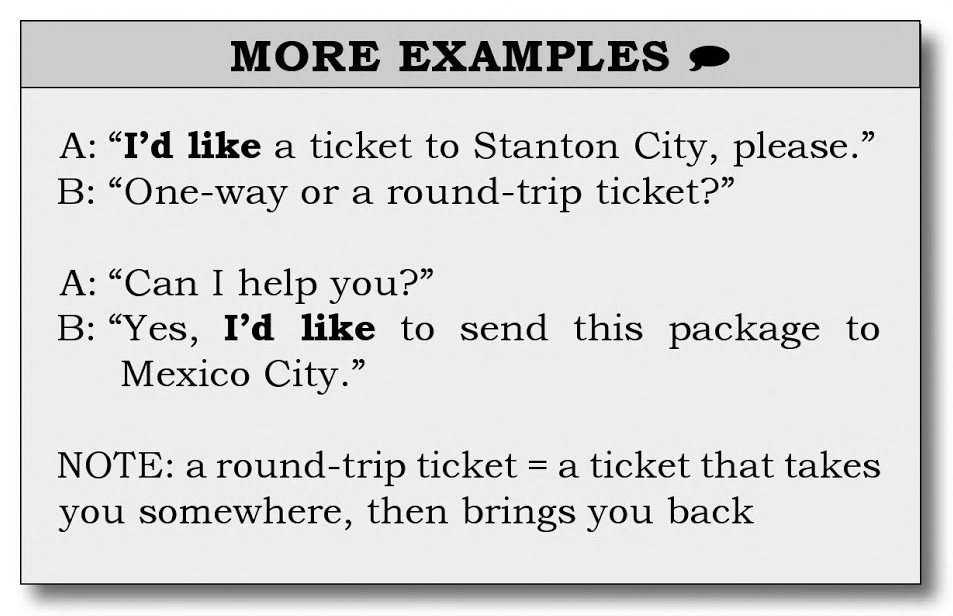 MORE EXAMPLES
A: “I’d like a ticket to Stanton City, please.”
B: “One-way or a round-trip ticket?”
A: “Can I help you?”
B: “Yes, I’d like to send this package to
Mexico City.”
NOTE: a round-trip ticket = a ticket that takes
you somewhere, then brings you back